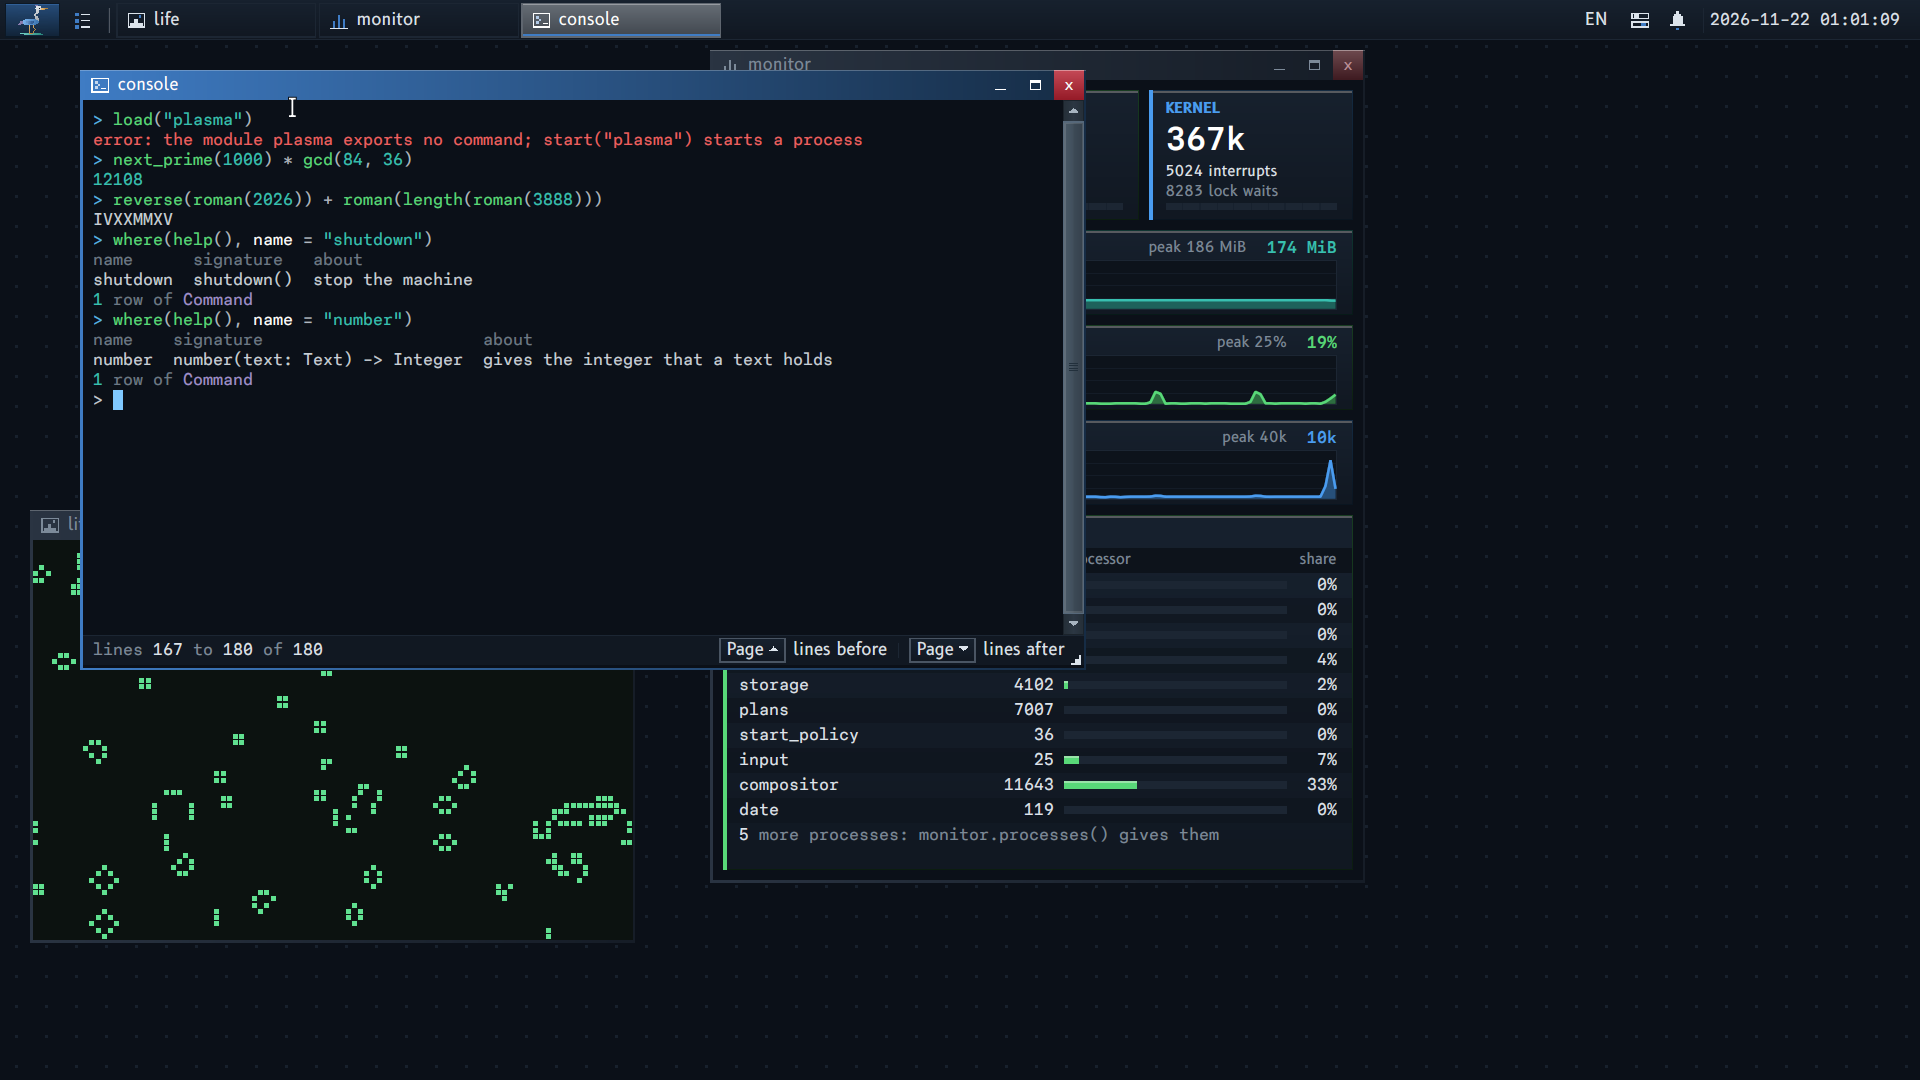 life
monitor
console
EN
2026-11-22 01:01:09
monitor
x
console
x
> load("plasma")
error: the module plasma exports no command; start("plasma") starts a process
> next_prime(1000) * gcd(84, 36)
12108
> reverse(roman(2026)) + roman(length(roman(3888)))
IVXXMMXV
> where(help(), name = "shutdown")
name signature about
shutdown shutdown() stop the machine
1 row of Command
> where(help(), name = "number")
name signature about
number number(text: Text) -> Integer gives the integer that a text holds
1 row of Command
>
lines 167 to 180 of 180
Page lines before
Page lines after
KERNEL
367k
5024 interrupts
8283 lock waits
peak 186 MiB 174 MiB
peak 25% 19%
peak 40k 10k
share
0%
0%
0%
4%
storage 4102 2%
plans 7007 0%
start_policy 36 0%
input 25 7%
compositor 11643 33%
date 119 0%
5 more processes: monitor.processes() gives them